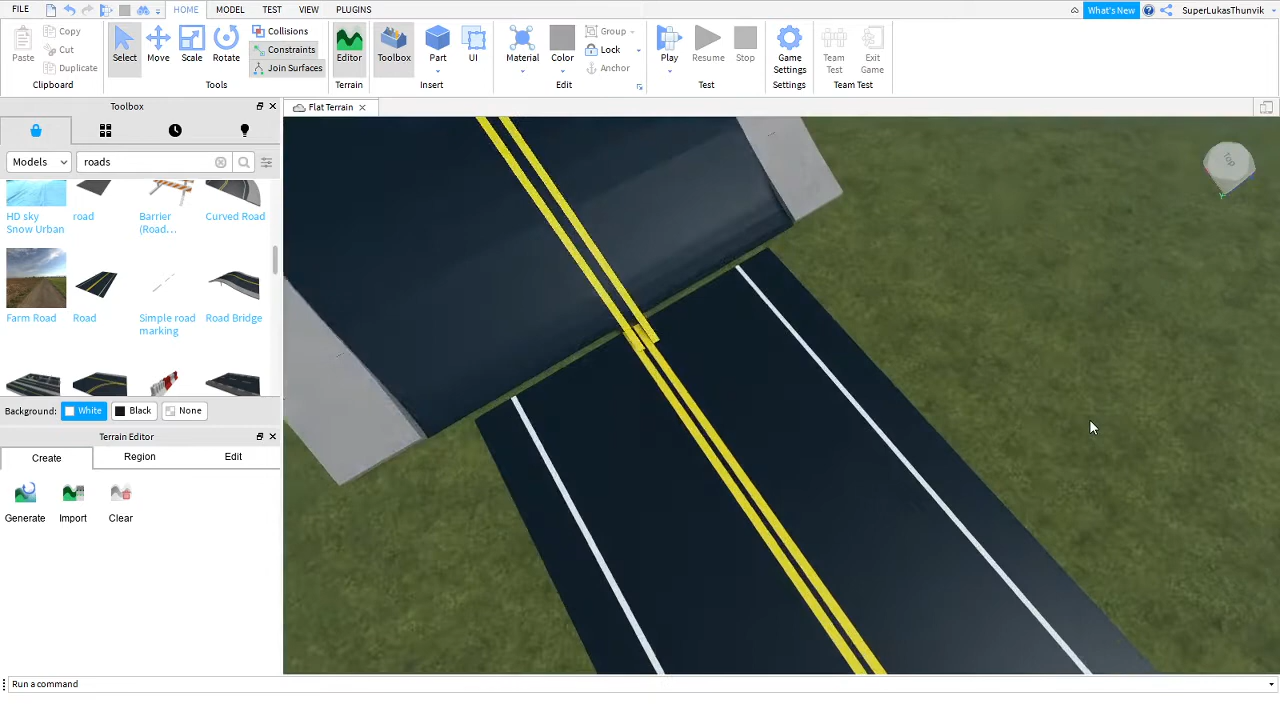 FILE HOME MODEL TEST VIEW PLUGINS What's New SuperLukasThunvik
Paste Copy Cut Duplicate
Select Move Scale Rotate
Collisions
Constraints
Join Surfaces
Editor Toolbox Part UI
Material Color Group Lock Anchor
Play Resume Stop
Game Settings
Team Test
Exit Game
Clipboard Tools Terrain Insert Edit Test Settings Team Test
Toolbox
Flat Terrain
Models roads
HD sky Snow Urban
road
Barrier (Road...
Curved Road
Farm Road
Road
Simple road marking
Road Bridge
Background: White Black None
Terrain Editor
Create Region Edit
Generate Import Clear
Top
Run a command